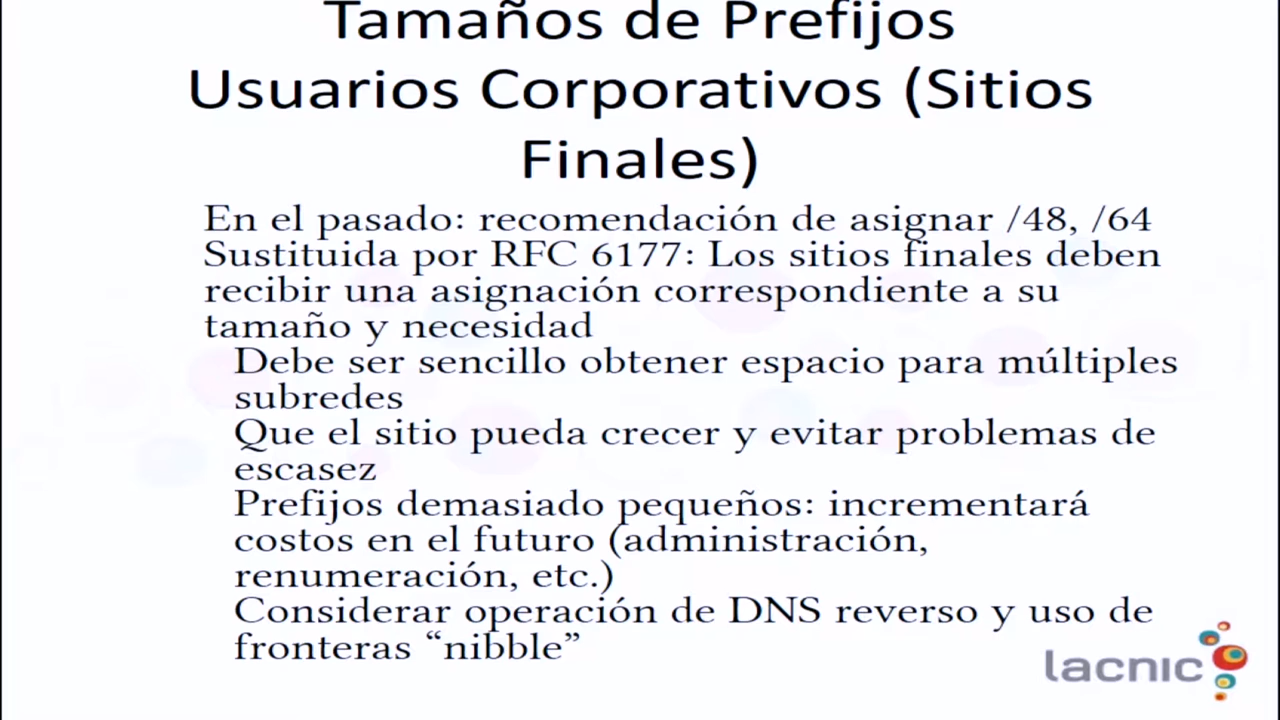 Tamaños de Prefijos
Usuarios Corporativos (Sitios
Finales)
En el pasado: recomendación de asignar /48, /64
Sustituida por RFC 6177: Los sitios finales deben
recibir una asignación correspondiente a su
tamaño y necesidad
Debe ser sencillo obtener espacio para múltiples
subredes
Que el sitio pueda crecer y evitar problemas de
escasez
Prefijos demasiado pequeños: incrementará
costos en el futuro (administración,
renumeración, etc.)
Considerar operación de DNS reverso y uso de
fronteras “nibble”
lacnic